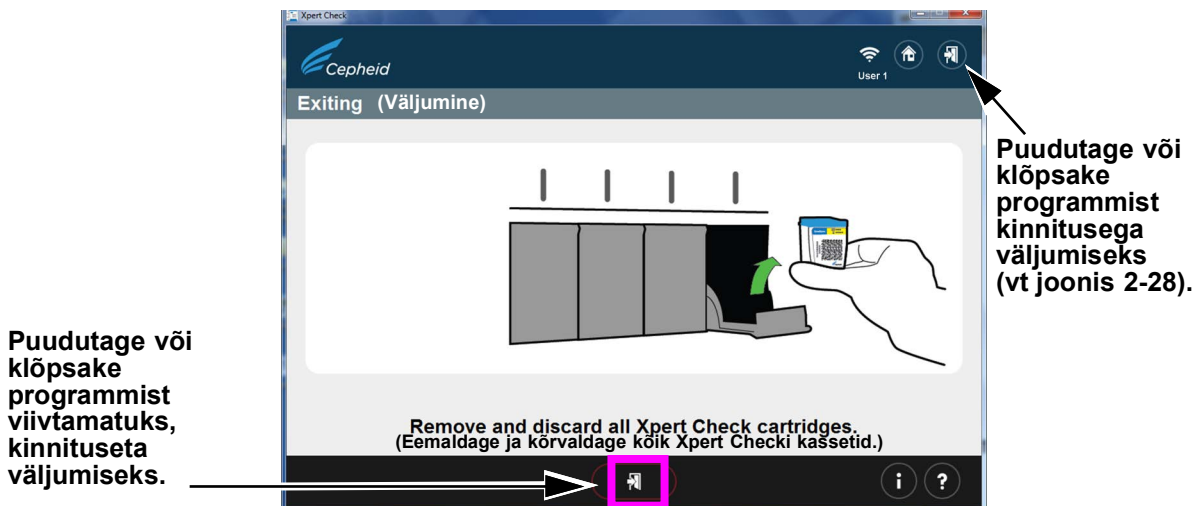 Xpert Check
Cepheid
User 1
Exiting (Väljumine)
Puudutage või
klõpsake
programmist
kinnitusega
väljumiseks
(vt joonis 2-28).
Puudutage või
klõpsake
programmist
viivtamatuks,
kinnituseta
väljumiseks.
Remove and discard all Xpert Check cartridges.
(Eemaldage ja kõrvaldage kõik Xpert Checki kassetid.)
i ?